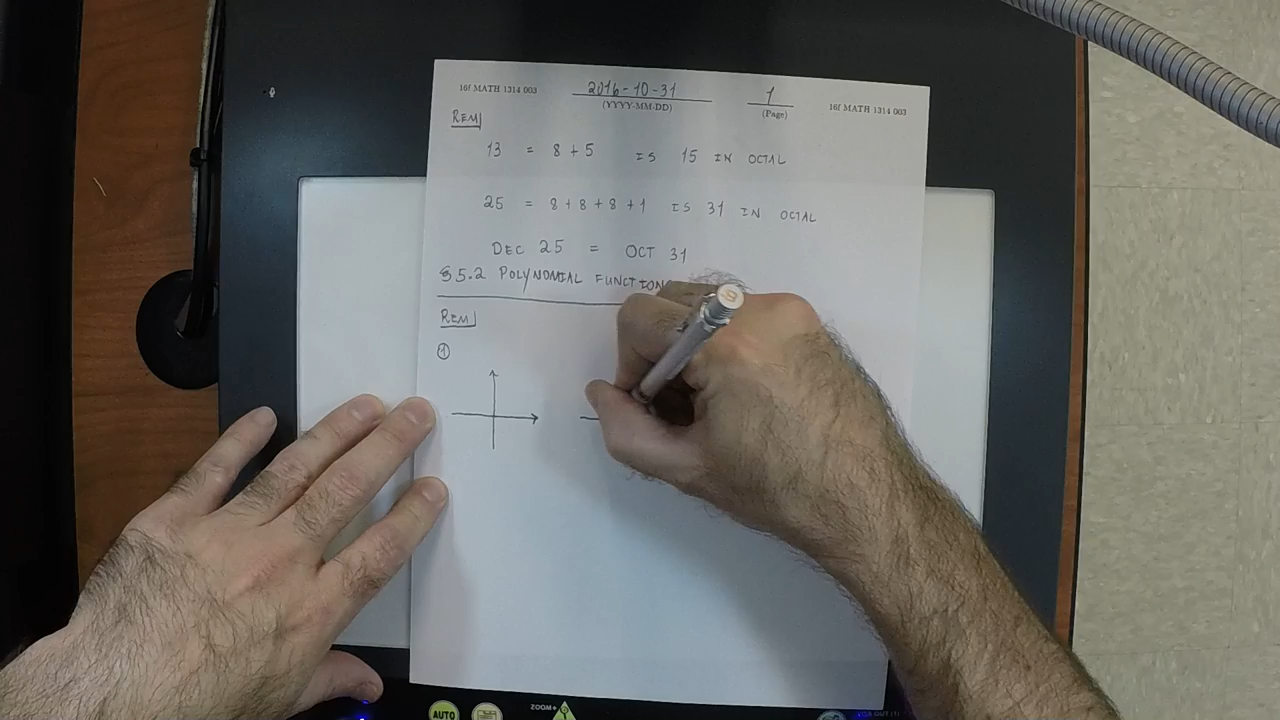 16f MATH 1314 003 2016-10-31 1 16f MATH 1314 003
(YYYY-MM-DD) (Page)
REM
13 = 8 + 5 IS 15 IN OCTAL
25 = 8 + 8 + 8 + 1 IS 31 IN OCTAL
DEC 25 = OCT 31
§5.2 POLYNOMIAL FUNCTION
REM
①
AUTO ZOOM+